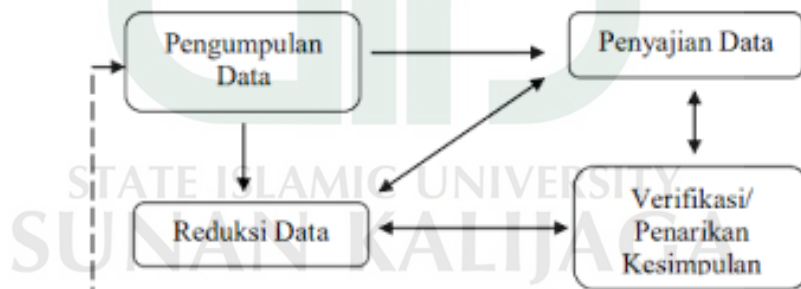 Pengumpulan
Data
Penyajian Data
STATE ISLAMIC UNIVERSITY
SUNAN KALIJAGA
Reduksi Data
Verifikasi/
Penarikan
Kesimpulan